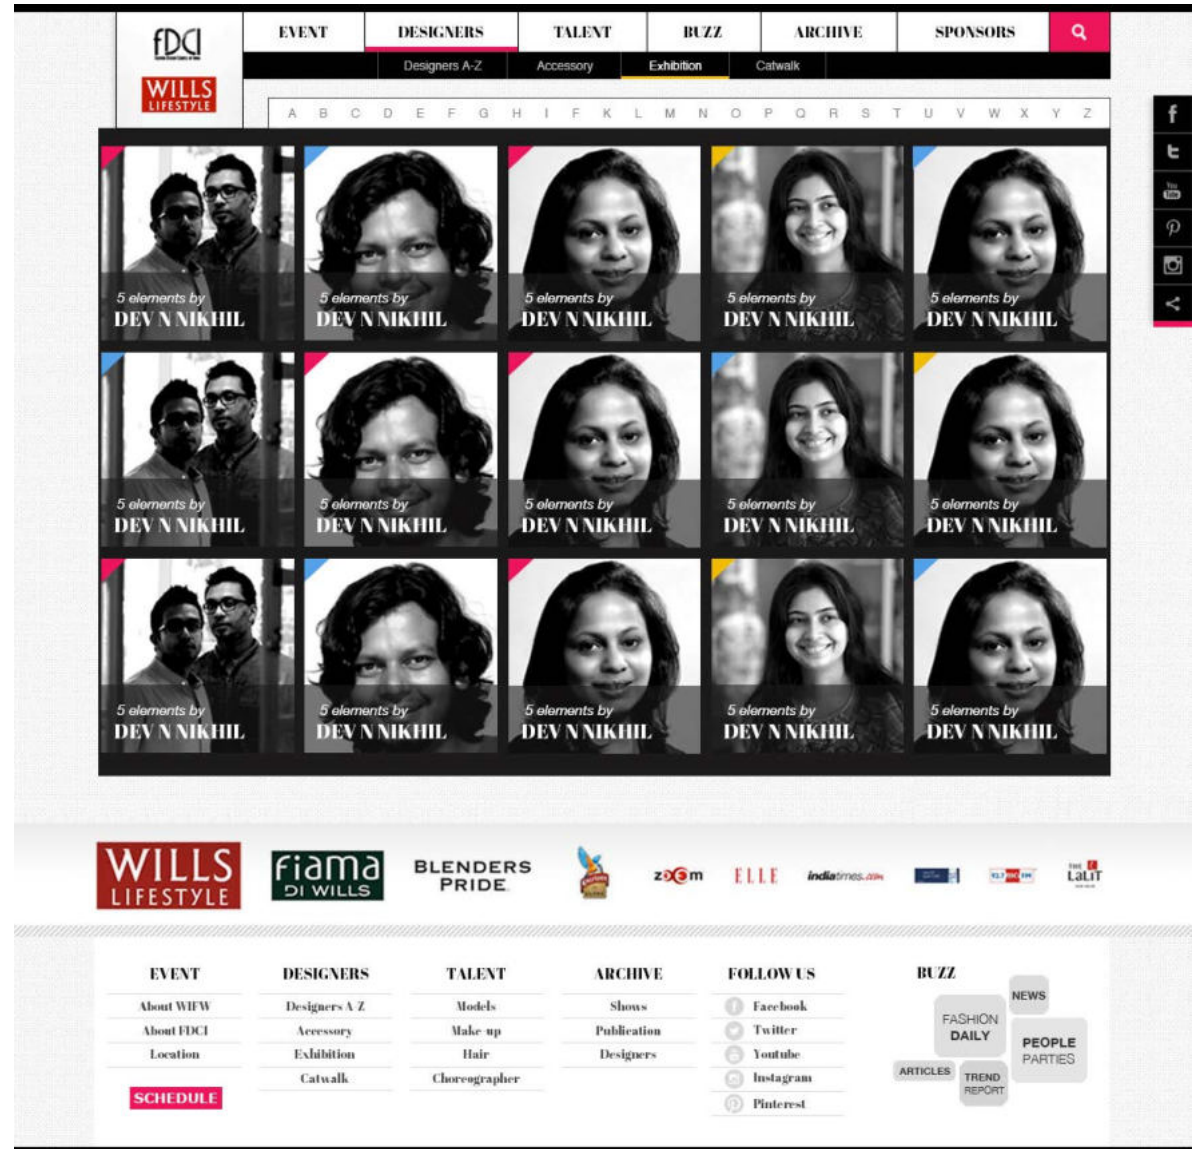 fDCI
WILLS
LIFESTYLE
EVENT DESIGNERS TALENT BUZZ ARCHIVE SPONSORS
Designers A-Z Accessory Exhibition Catwalk
A B C D E F G H I F K L M N O P Q R S T U V W X Y Z
You
Tube
5 elements by 5 elements by 5 elements by 5 elements by 5 elements by
DEV N NIKHIL DEV N NIKHIL DEV N NIKHIL DEV N NIKHIL DEV N NIKHIL
5 elements by 5 elements by 5 elements by 5 elements by 5 elements by
DEV N NIKHIL DEV N NIKHIL DEV N NIKHIL DEV N NIKHIL DEV N NIKHIL
5 elements by 5 elements by 5 elements by 5 elements by 5 elements by
DEV N NIKHIL DEV N NIKHIL DEV N NIKHIL DEV N NIKHIL DEV N NIKHIL
WILLS
LIFESTYLE
fiama
DI WILLS
BLENDERS
PRIDE
zoom
ELLE
indiatimes.com
THE
LaLiT
EVENT
About WIFW
About FDCI
Location
SCHEDULE
DESIGNERS
Designers A-Z
Accessory
Exhibition
Catwalk
TALENT
Models
Make-up
Hair
Choreographer
ARCHIVE
Shows
Publication
Designers
FOLLOW US
Facebook
Twitter
Youtube
Instagram
Pinterest
BUZZ
NEWS
FASHION
DAILY
PEOPLE
PARTIES
ARTICLES
TREND
REPORT